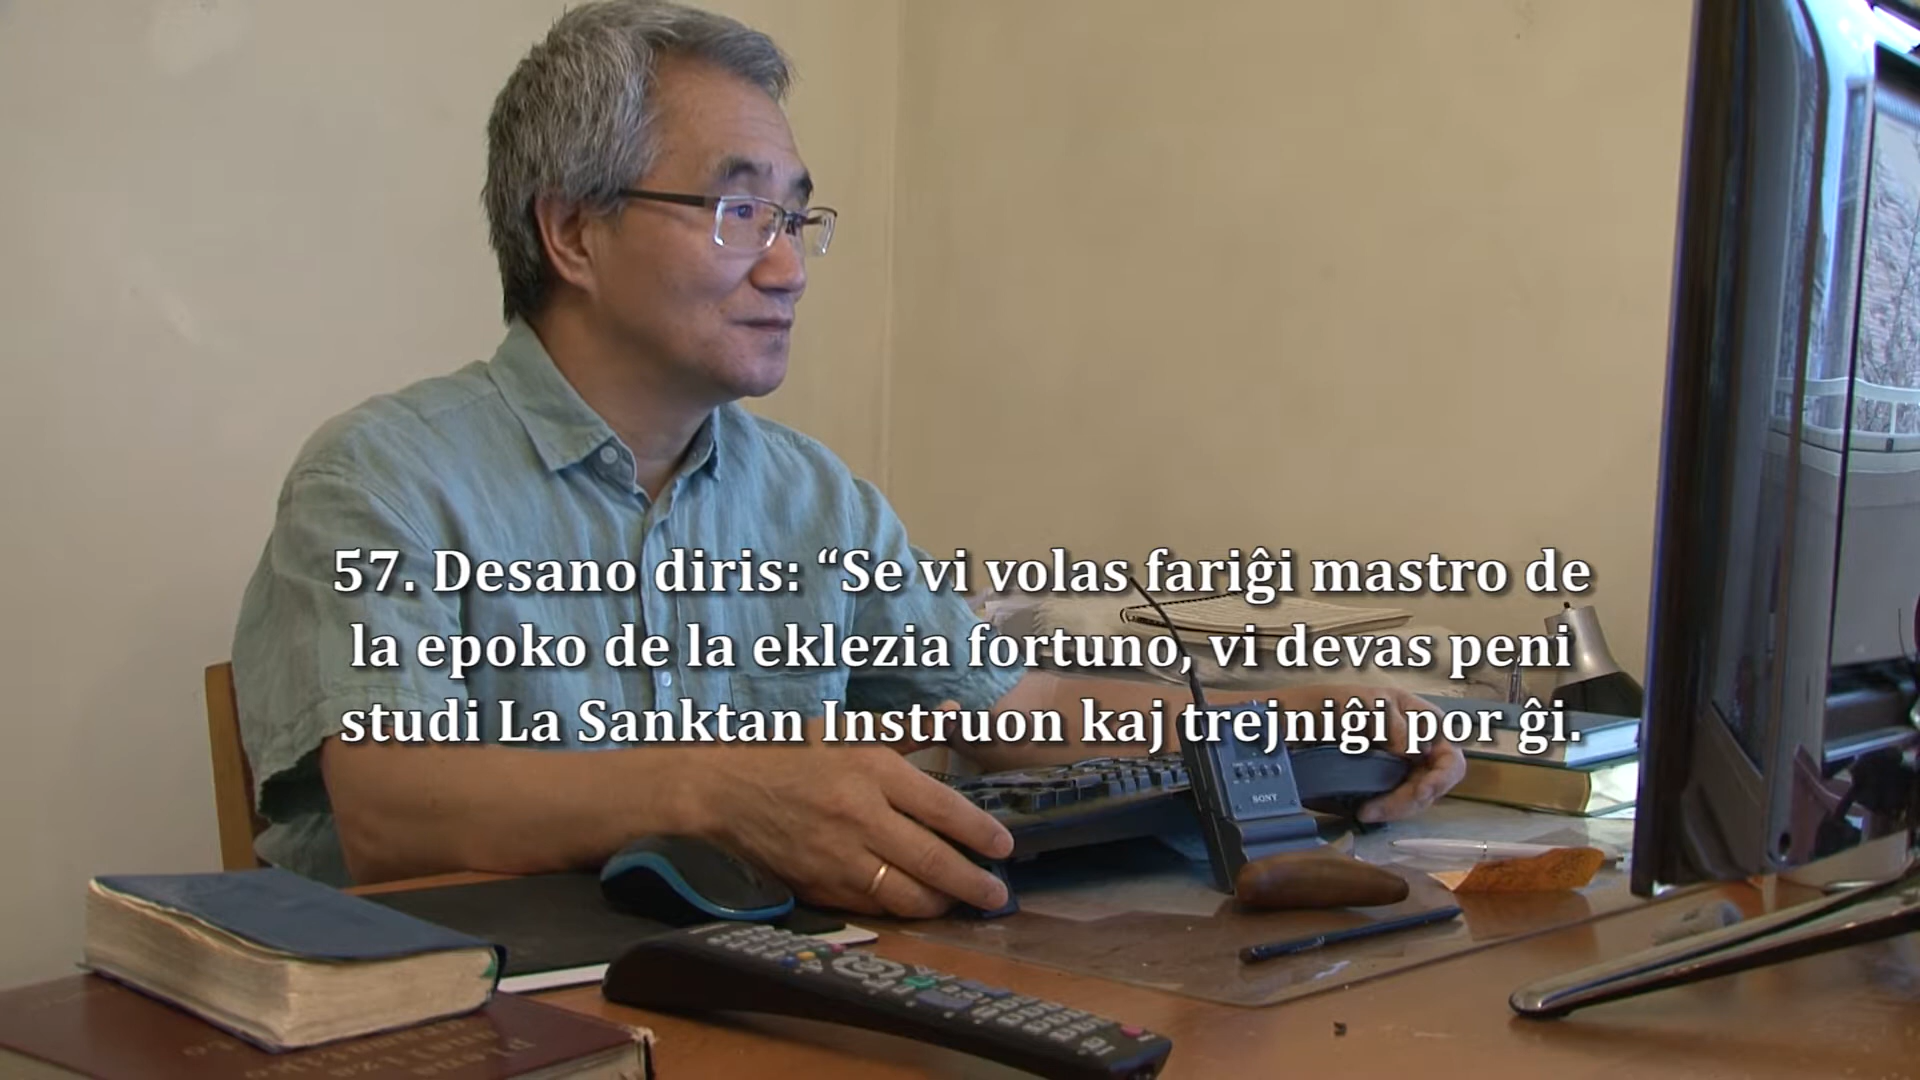 57. Desano diris: “Se vi volas fariĝi mastro de
la epoko de la eklezia fortuno, vi devas peni
studi La Sanktan Instruon kaj trejniĝi por ĝi.
SONY